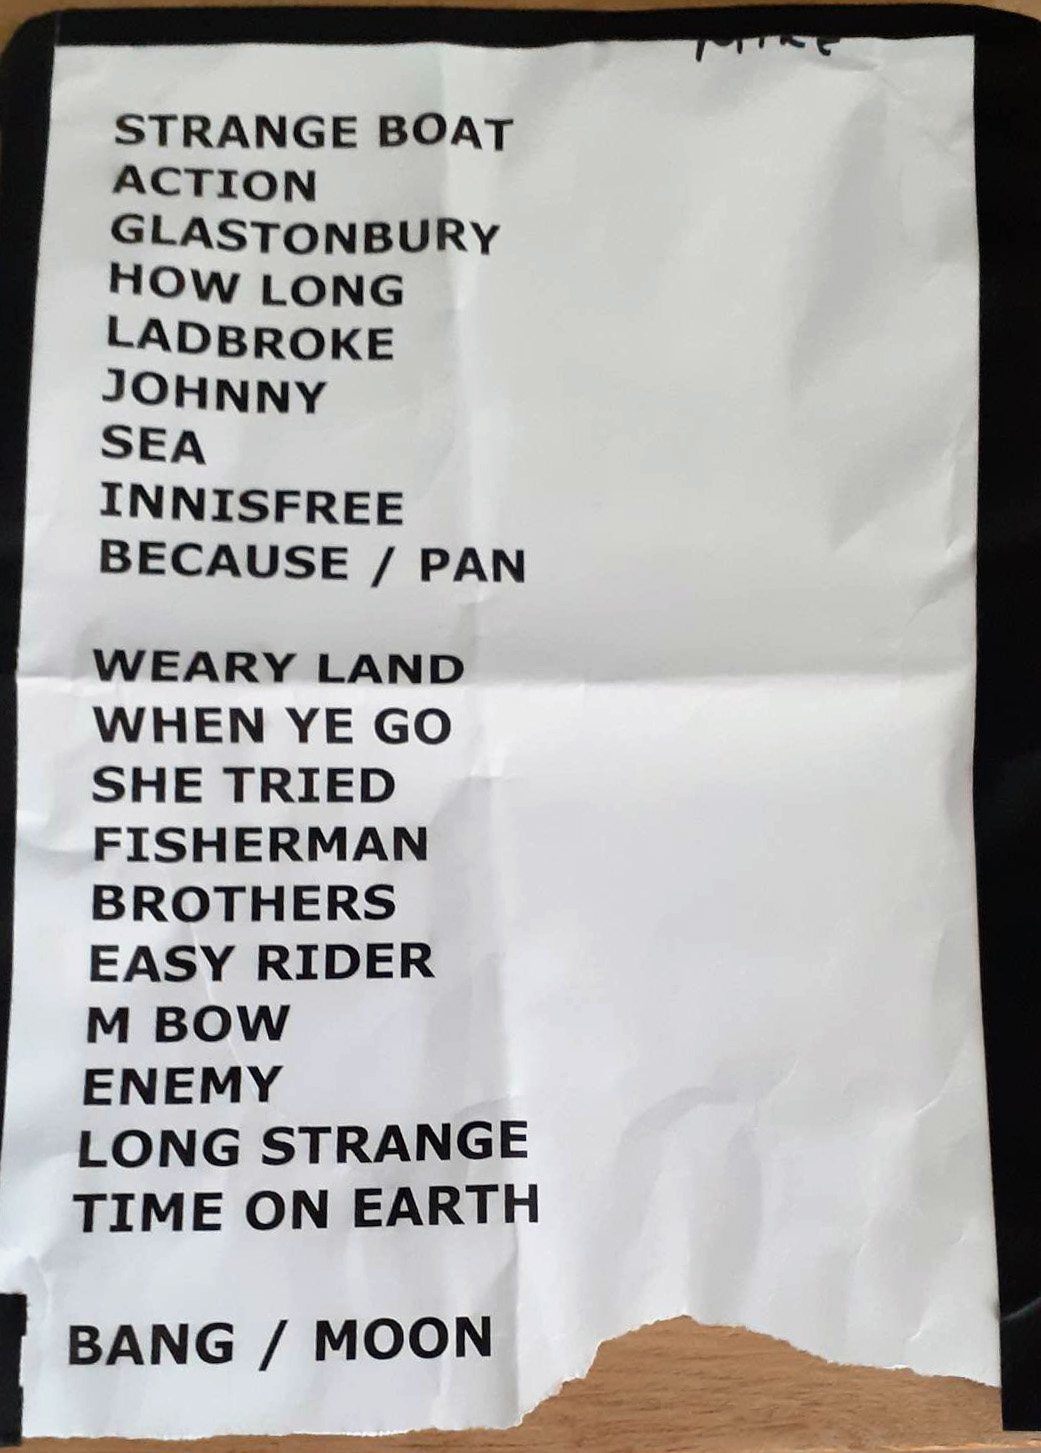 STRANGE BOAT
ACTION
GLASTONBURY
HOW LONG
LADBROKE
JOHNNY
SEA
INNISFREE
BECAUSE / PAN
WEARY LAND
WHEN YE GO
SHE TRIED
FISHERMAN
BROTHERS
EASY RIDER
M BOW
ENEMY
LONG STRANGE
TIME ON EARTH
BANG / MOON